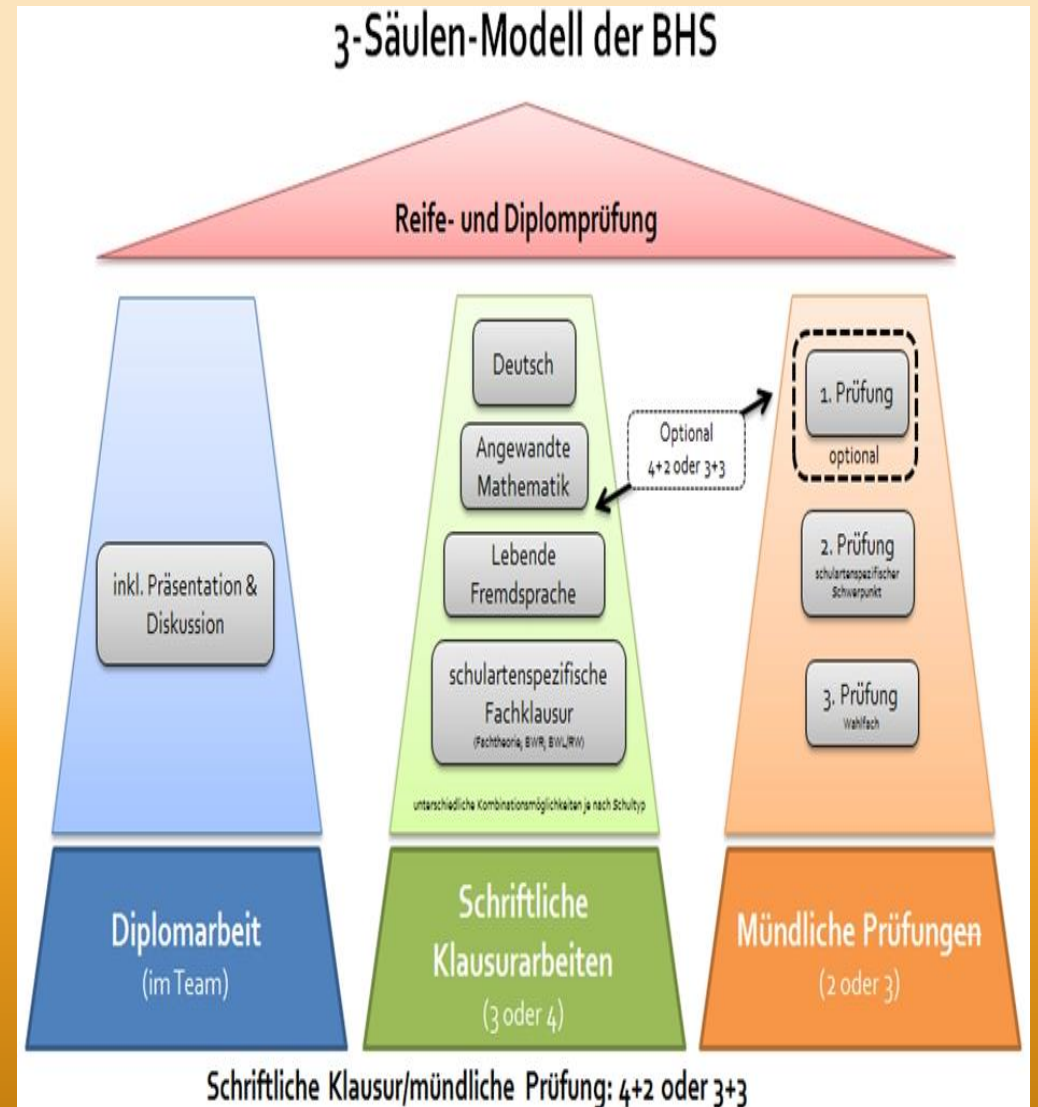 3-Säulen-Modell der BHS
Reife- und Diplomprüfung
inkl. Präsentation &
Diskussion
Diplomarbeit
(im Team)
Deutsch
Angewandte
Mathematik
Lebende
Fremdsprache
schulartenspezifische
Fachklausur
(Fachtheorie, BWR, BWL/RW)
unterschiedliche Kombinationsmöglichkeiten je nach Schultyp
Schriftliche
Klausurarbeiten
(3 oder 4)
Optional
4+2 oder 3+3
1. Prüfung
optional
2. Prüfung
schulartenspezifischer
Schwerpunkt
3. Prüfung
Wahlfach
Mündliche Prüfungen
(2 oder 3)
Schriftliche Klausur/mündliche Prüfung: 4+2 oder 3+3